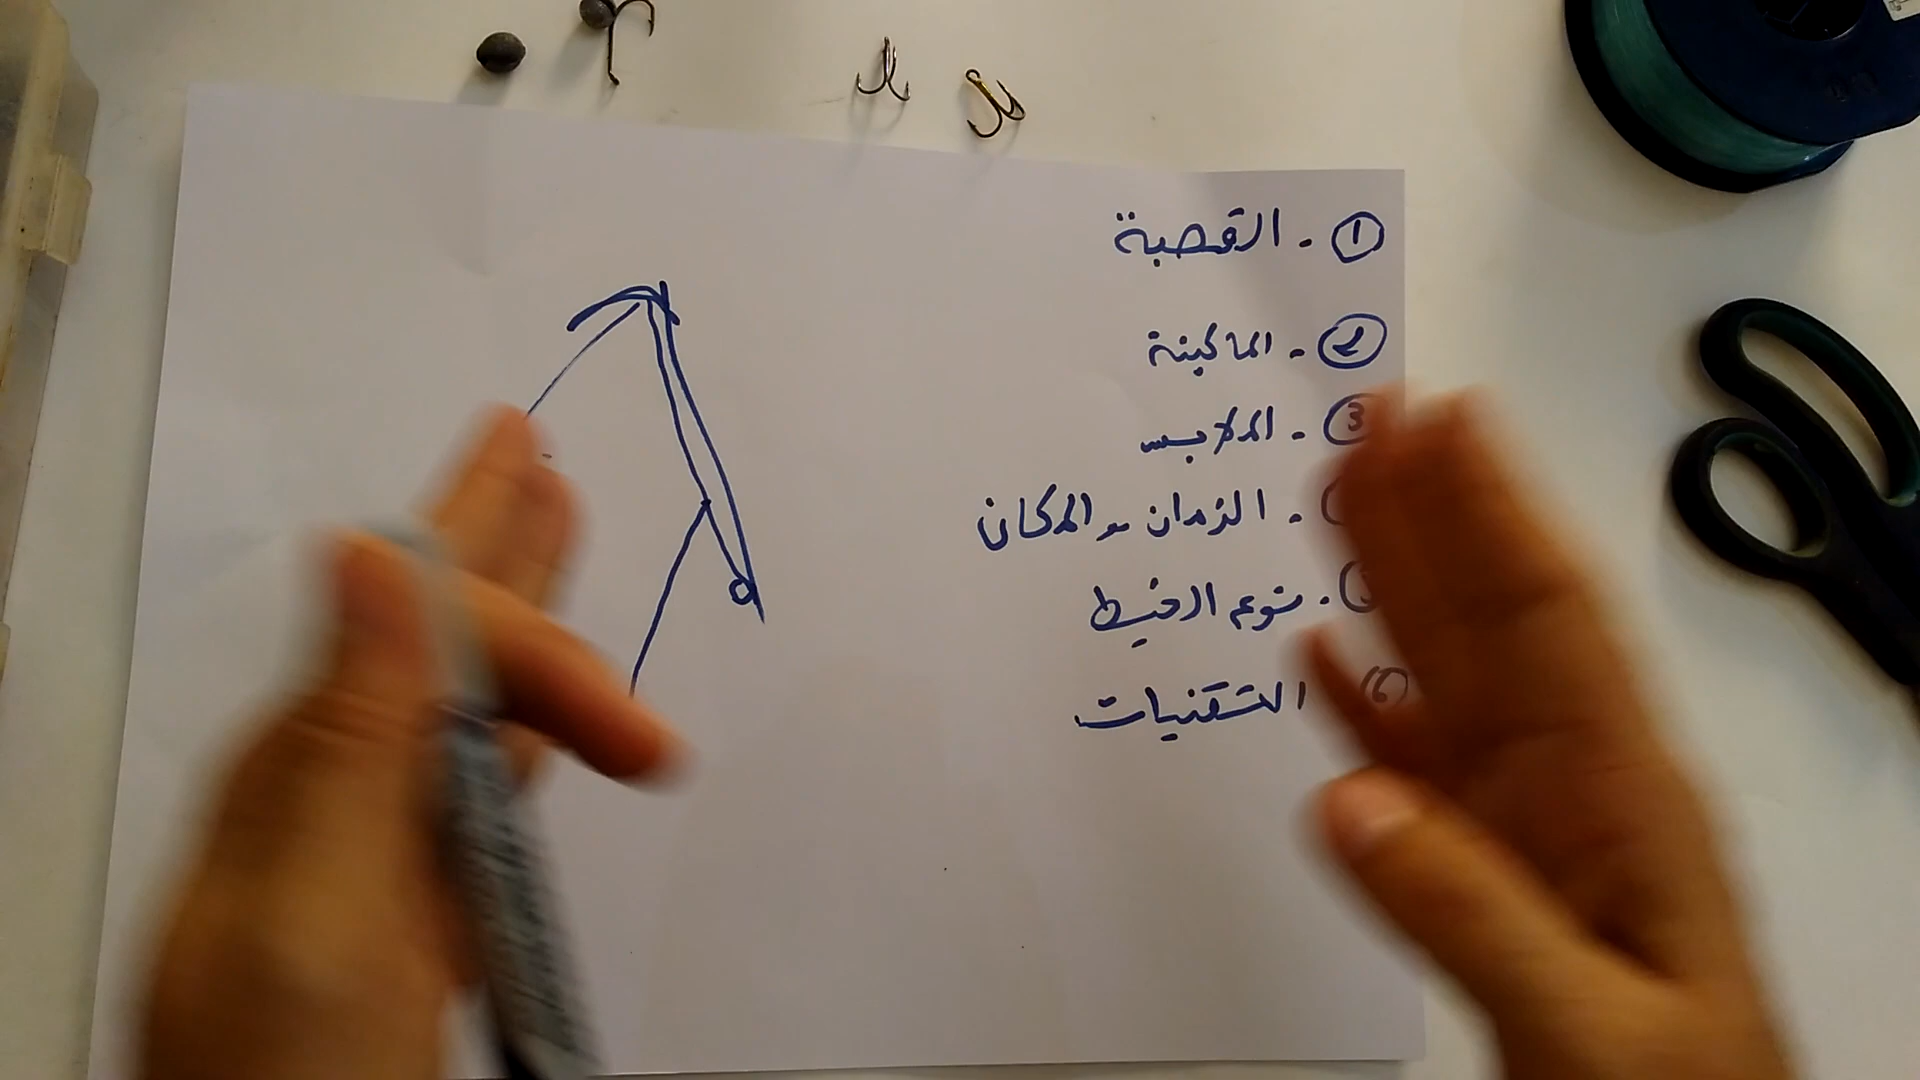 ① - القصبة
② - الماكينة
③ - الملابس
- الزمان و المكان
- نوع الخيط
⑥ التقنيات